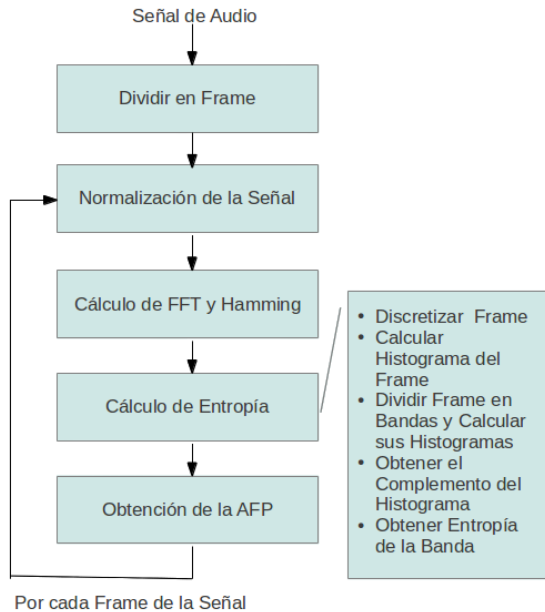 Señal de Audio
Dividir en Frame
Normalización de la Señal
Cálculo de FFT y Hamming
Cálculo de Entropía
Obtención de la AFP
Por cada Frame de la Señal
• Discretizar Frame
• Calcular
Histograma del
Frame
• Dividir Frame en
Bandas y Calcular
sus Histogramas
• Obtener el
Complemento del
Histograma
• Obtener Entropía
de la Banda